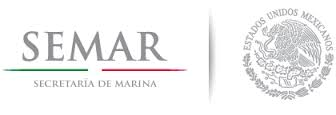 SEMAR
SECRETARÍA DE MARINA
ESTADOS UNIDOS MEXICANOS